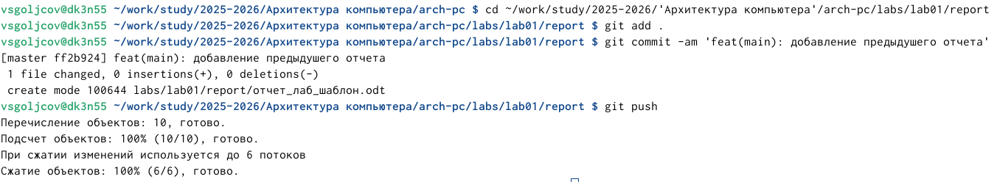 vsgoljcov@dk3n55 ~/work/study/2025-2026/Архитектура компьютера/arch-pc $ cd ~/work/study/2025-2026/'Архитектура компьютера'/arch-pc/labs/lab01/report
vsgoljcov@dk3n55 ~/work/study/2025-2026/Архитектура компьютера/arch-pc/labs/lab01/report $ git add .
vsgoljcov@dk3n55 ~/work/study/2025-2026/Архитектура компьютера/arch-pc/labs/lab01/report $ git commit -am 'feat(main): добавление предыдушего отчета'
[master ff2b924] feat(main): добавление предыдушего отчета
 1 file changed, 0 insertions(+), 0 deletions(-)
 create mode 100644 labs/lab01/report/отчет_лаб_шаблон.odt
vsgoljcov@dk3n55 ~/work/study/2025-2026/Архитектура компьютера/arch-pc/labs/lab01/report $ git push
Перечисление объектов: 10, готово.
Подсчет объектов: 100% (10/10), готово.
При сжатии изменений используется до 6 потоков
Сжатие объектов: 100% (6/6), готово.